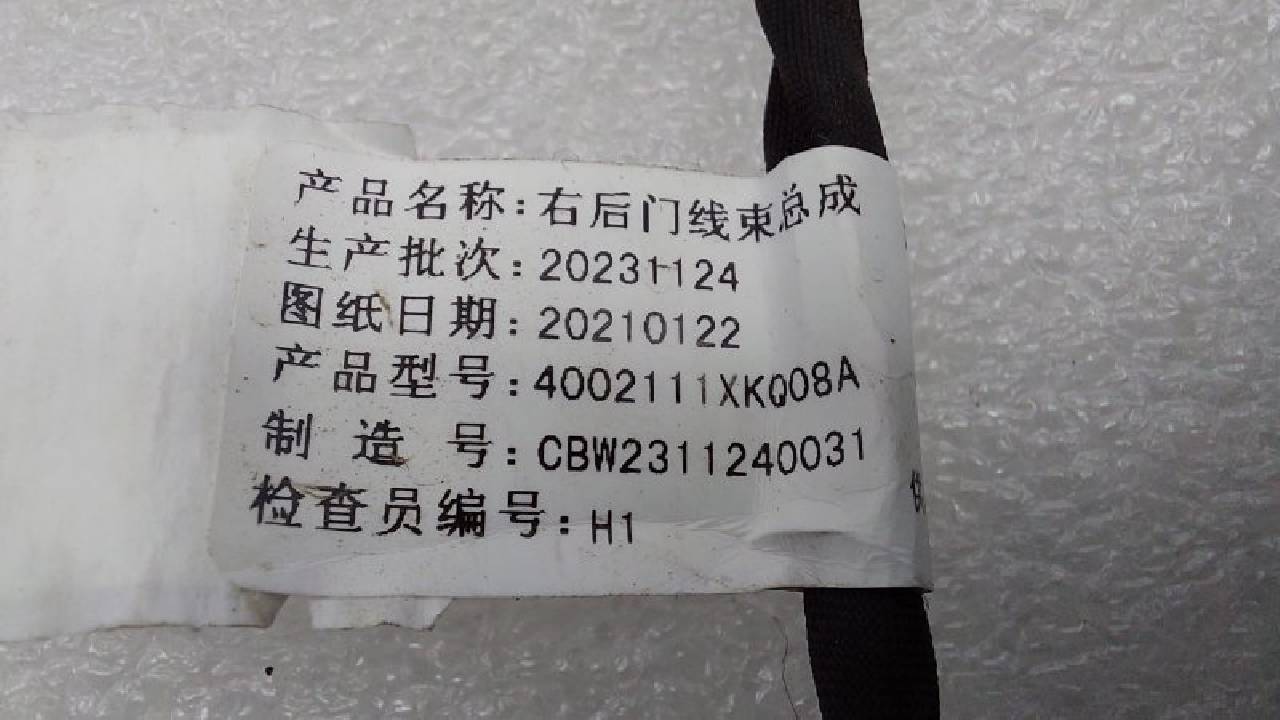 产品名称:右后门线束总成
生产批次:20231124
图纸日期:20210122
产品型号:4002111XKQ08A
制 造 号:CBW2311240031
检查员编号:H1